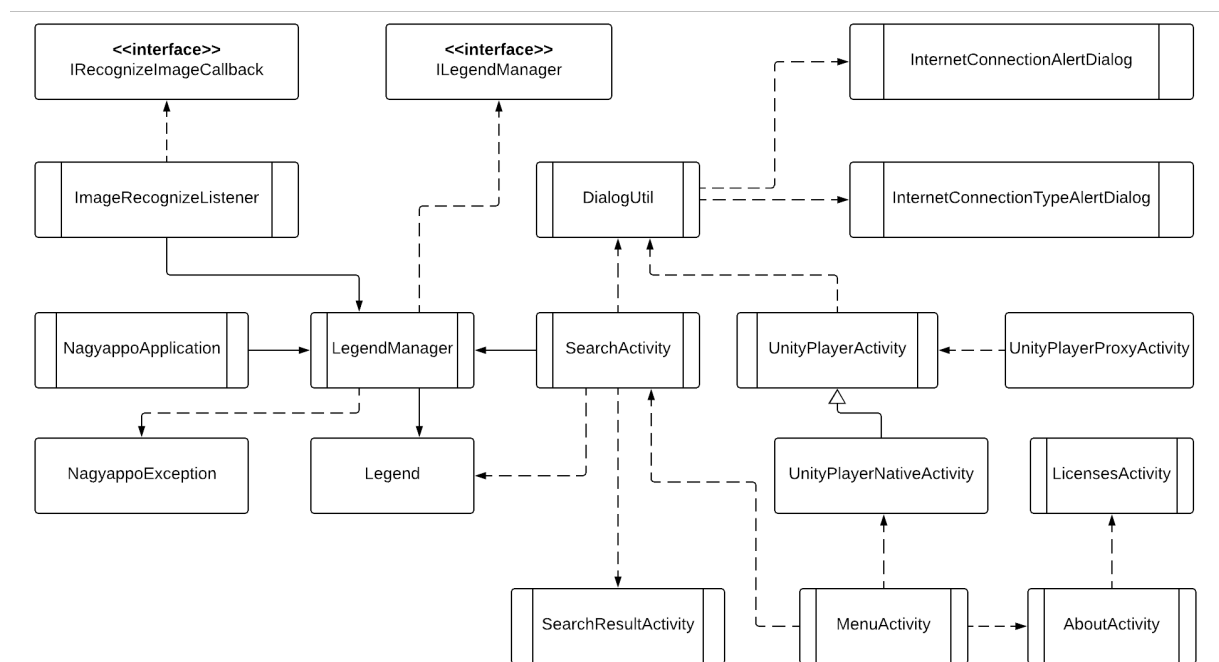 <<interface>>
IRecognizeImageCallback
<<interface>>
ILegendManager
InternetConnectionAlertDialog
ImageRecognizeListener
DialogUtil
InternetConnectionTypeAlertDialog
NagyappoApplication
LegendManager
SearchActivity
UnityPlayerActivity
UnityPlayerProxyActivity
NagyappoException
Legend
UnityPlayerNativeActivity
LicensesActivity
SearchResultActivity
MenuActivity
AboutActivity